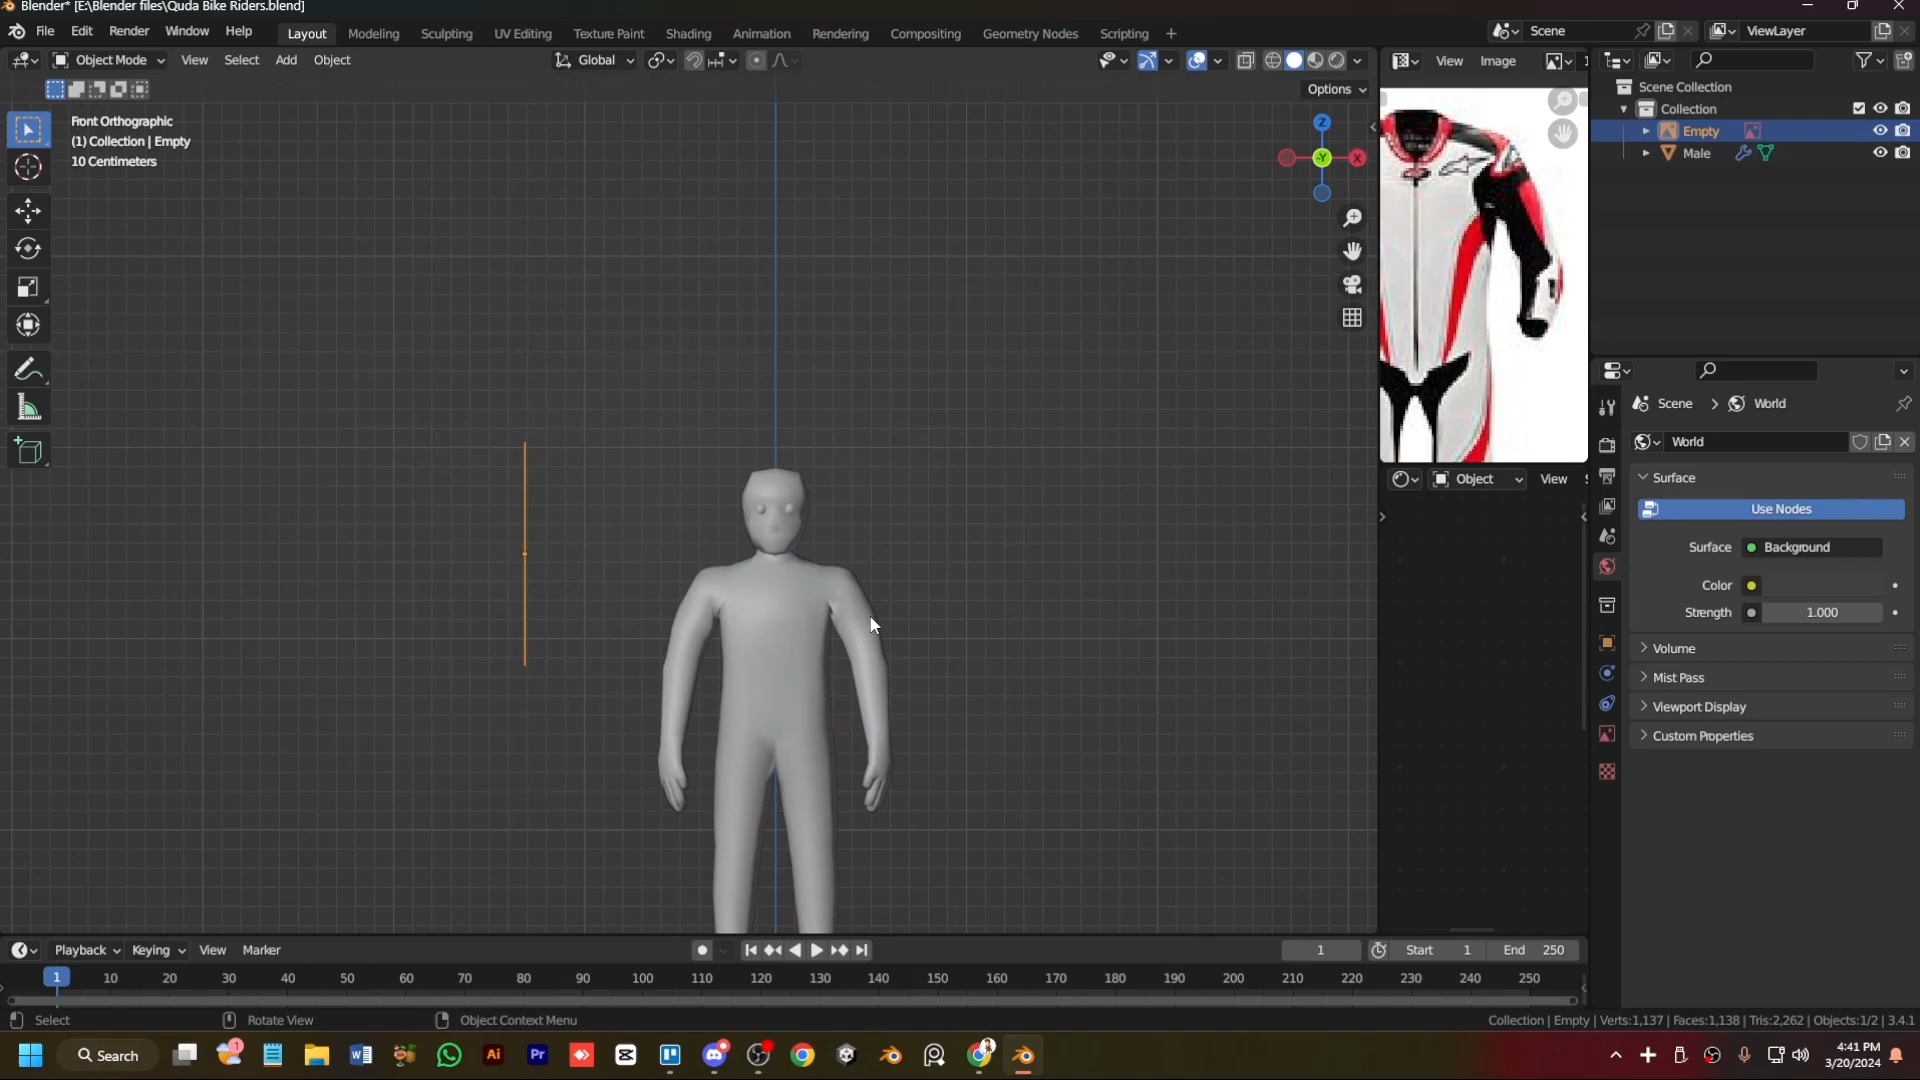 Blender* [E:\Blender files\Quda Bike Riders.blend]
File Edit Render Window Help Layout Modeling Sculpting UV Editing Texture Paint Shading Animation Rendering Compositing Geometry Nodes Scripting + Scene ViewLayer
Object Mode View Select Add Object Global View Image
Options
Scene Collection
Collection
Empty
Male
Front Orthographic
(1) Collection | Empty
10 Centimeters
Z
-Y
X
Scene > World
World
Surface
Use Nodes
Surface Background
Color
Strength 1.000
Volume
Mist Pass
Viewport Display
Custom Properties
Object View
Playback Keying View Marker 1 Start 1 End 250
1 10 20 30 40 50 60 70 80 90 100 110 120 130 140 150 160 170 180 190 200 210 220 230 240 250
Select Rotate View Object Context Menu Collection | Empty | Verts:1,137 | Faces:1,138 | Tris:2,262 | Objects:1/2 | 3.4.1
Search
Ai
Pr
4:41 PM
3/20/2024